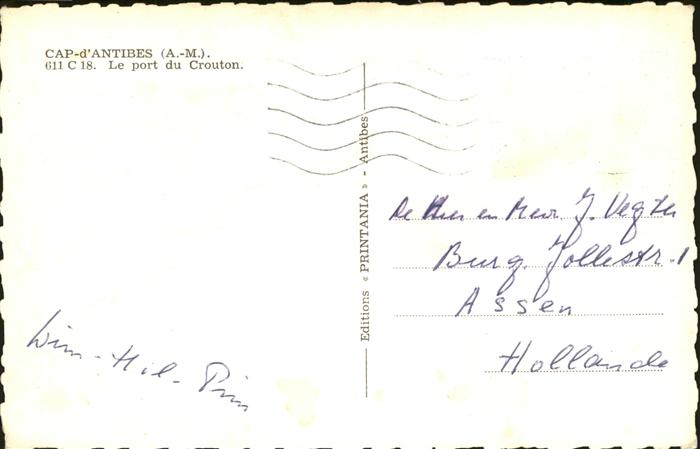 CAP-d'ANTIBES (A.-M.).
611 C 18. Le port du Crouton.
Editions « PRINTANIA » - Antibes
De Heer en Mevr. J. Vegter
Burg. Jollestr. 1
Assen
Hollande
Wim - Hil - Pim